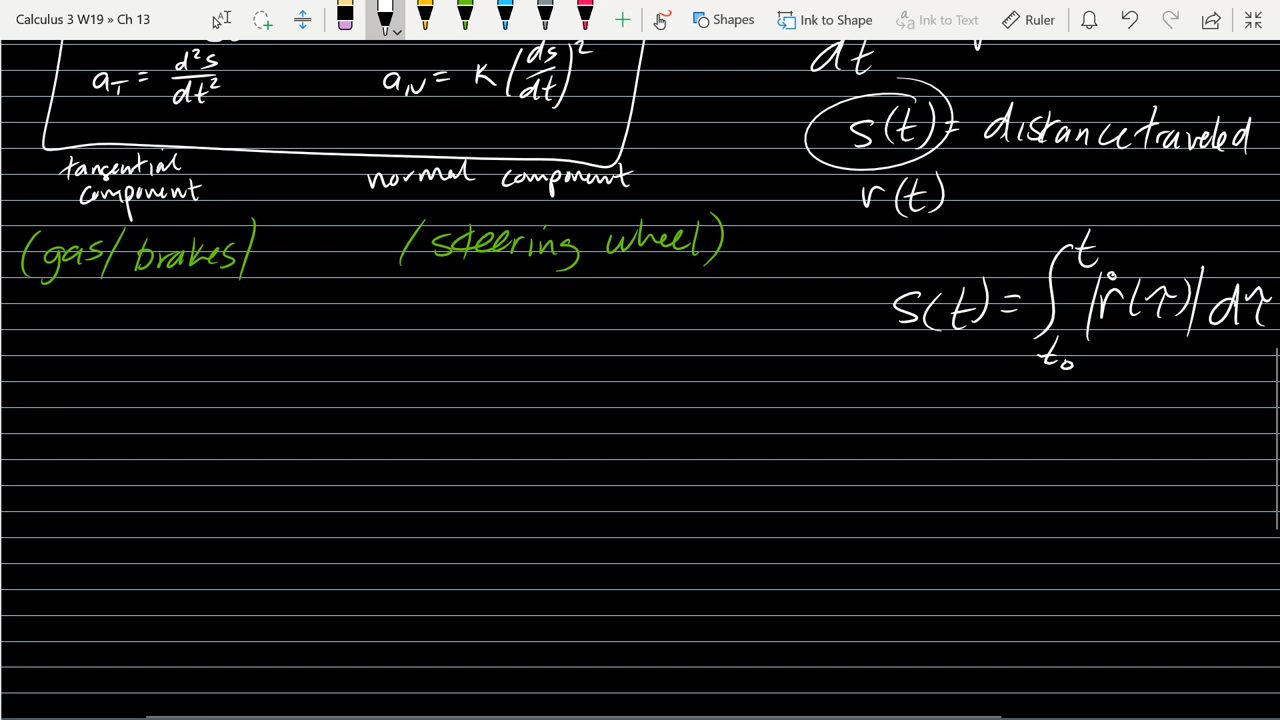 Calculus 3 W19 » Ch 13
Shapes
Ink to Shape
Ink to Text
Ruler
a_T = d²s/dt²
a_N = κ (ds/dt)²
tangential component
normal component
(gas/brakes)
(steering wheel)
dt
s(t) = distance traveled
r(t)
s(t) = ∫_{t₀}^{t} |ṙ(τ)| dτ